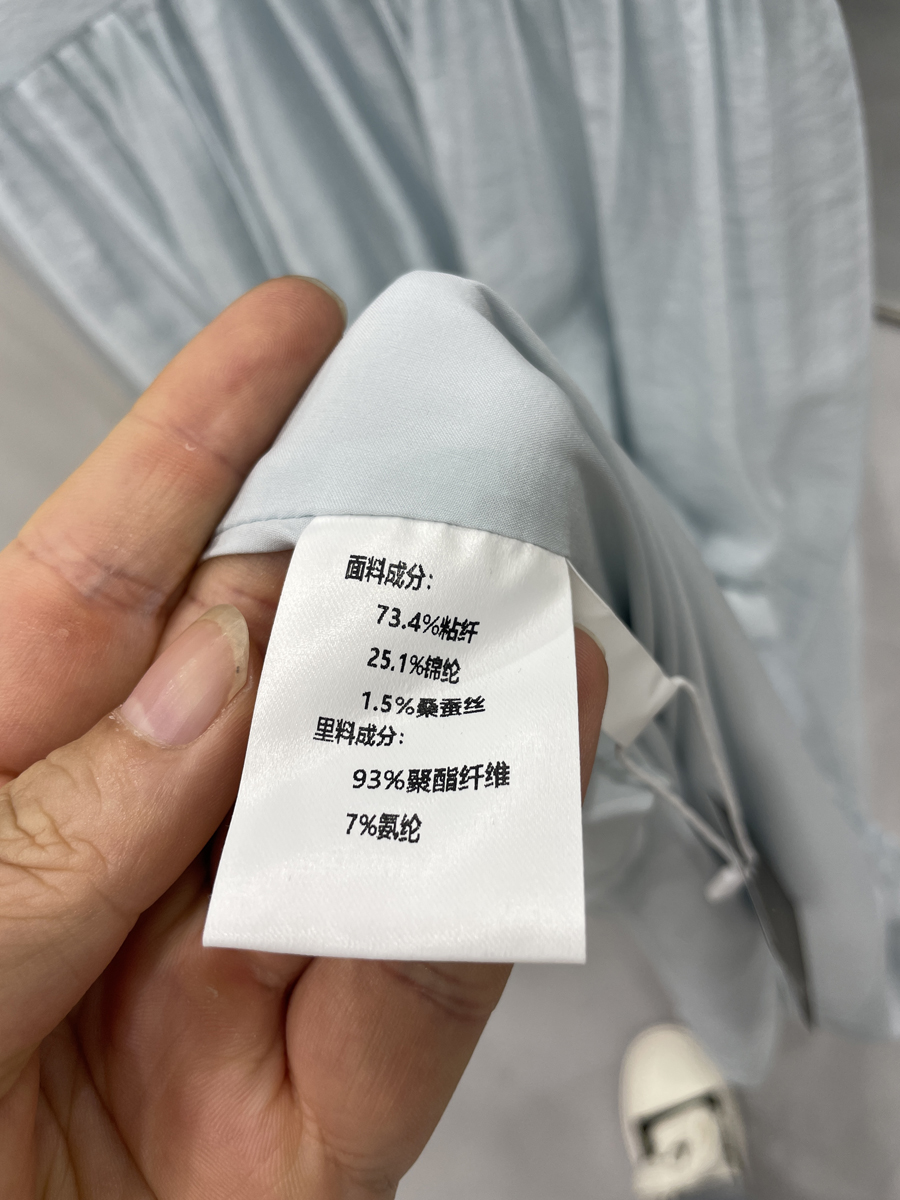 面料成分:
73.4%粘纤
25.1%锦纶
1.5%桑蚕丝
里料成分:
93%聚酯纤维
7%氨纶